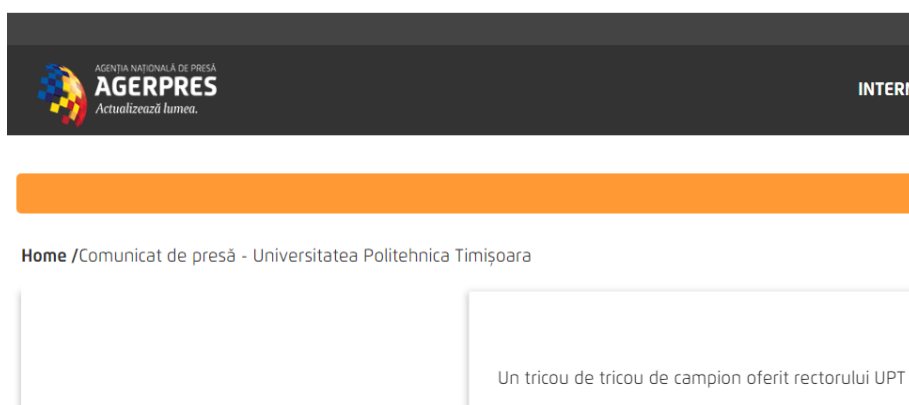 AGENȚIA NAȚIONALĂ DE PRESĂ
AGERPRES
Actualizează lumea.
Home /Comunicat de presă - Universitatea Politehnica Timișoara
Un tricou de tricou de campion oferit rectorului UPT